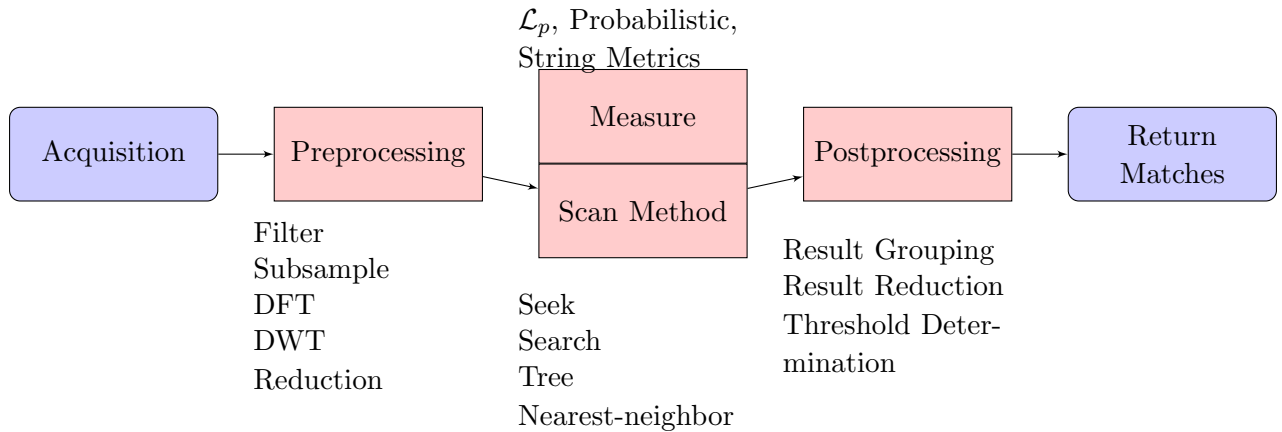 ℒp, Probabilistic,
String Metrics
Acquisition
Preprocessing
Measure
Scan Method
Postprocessing
Return
Matches
Filter
Subsample
DFT
DWT
Reduction
Seek
Search
Tree
Nearest-neighbor
Result Grouping
Result Reduction
Threshold Deter-
mination